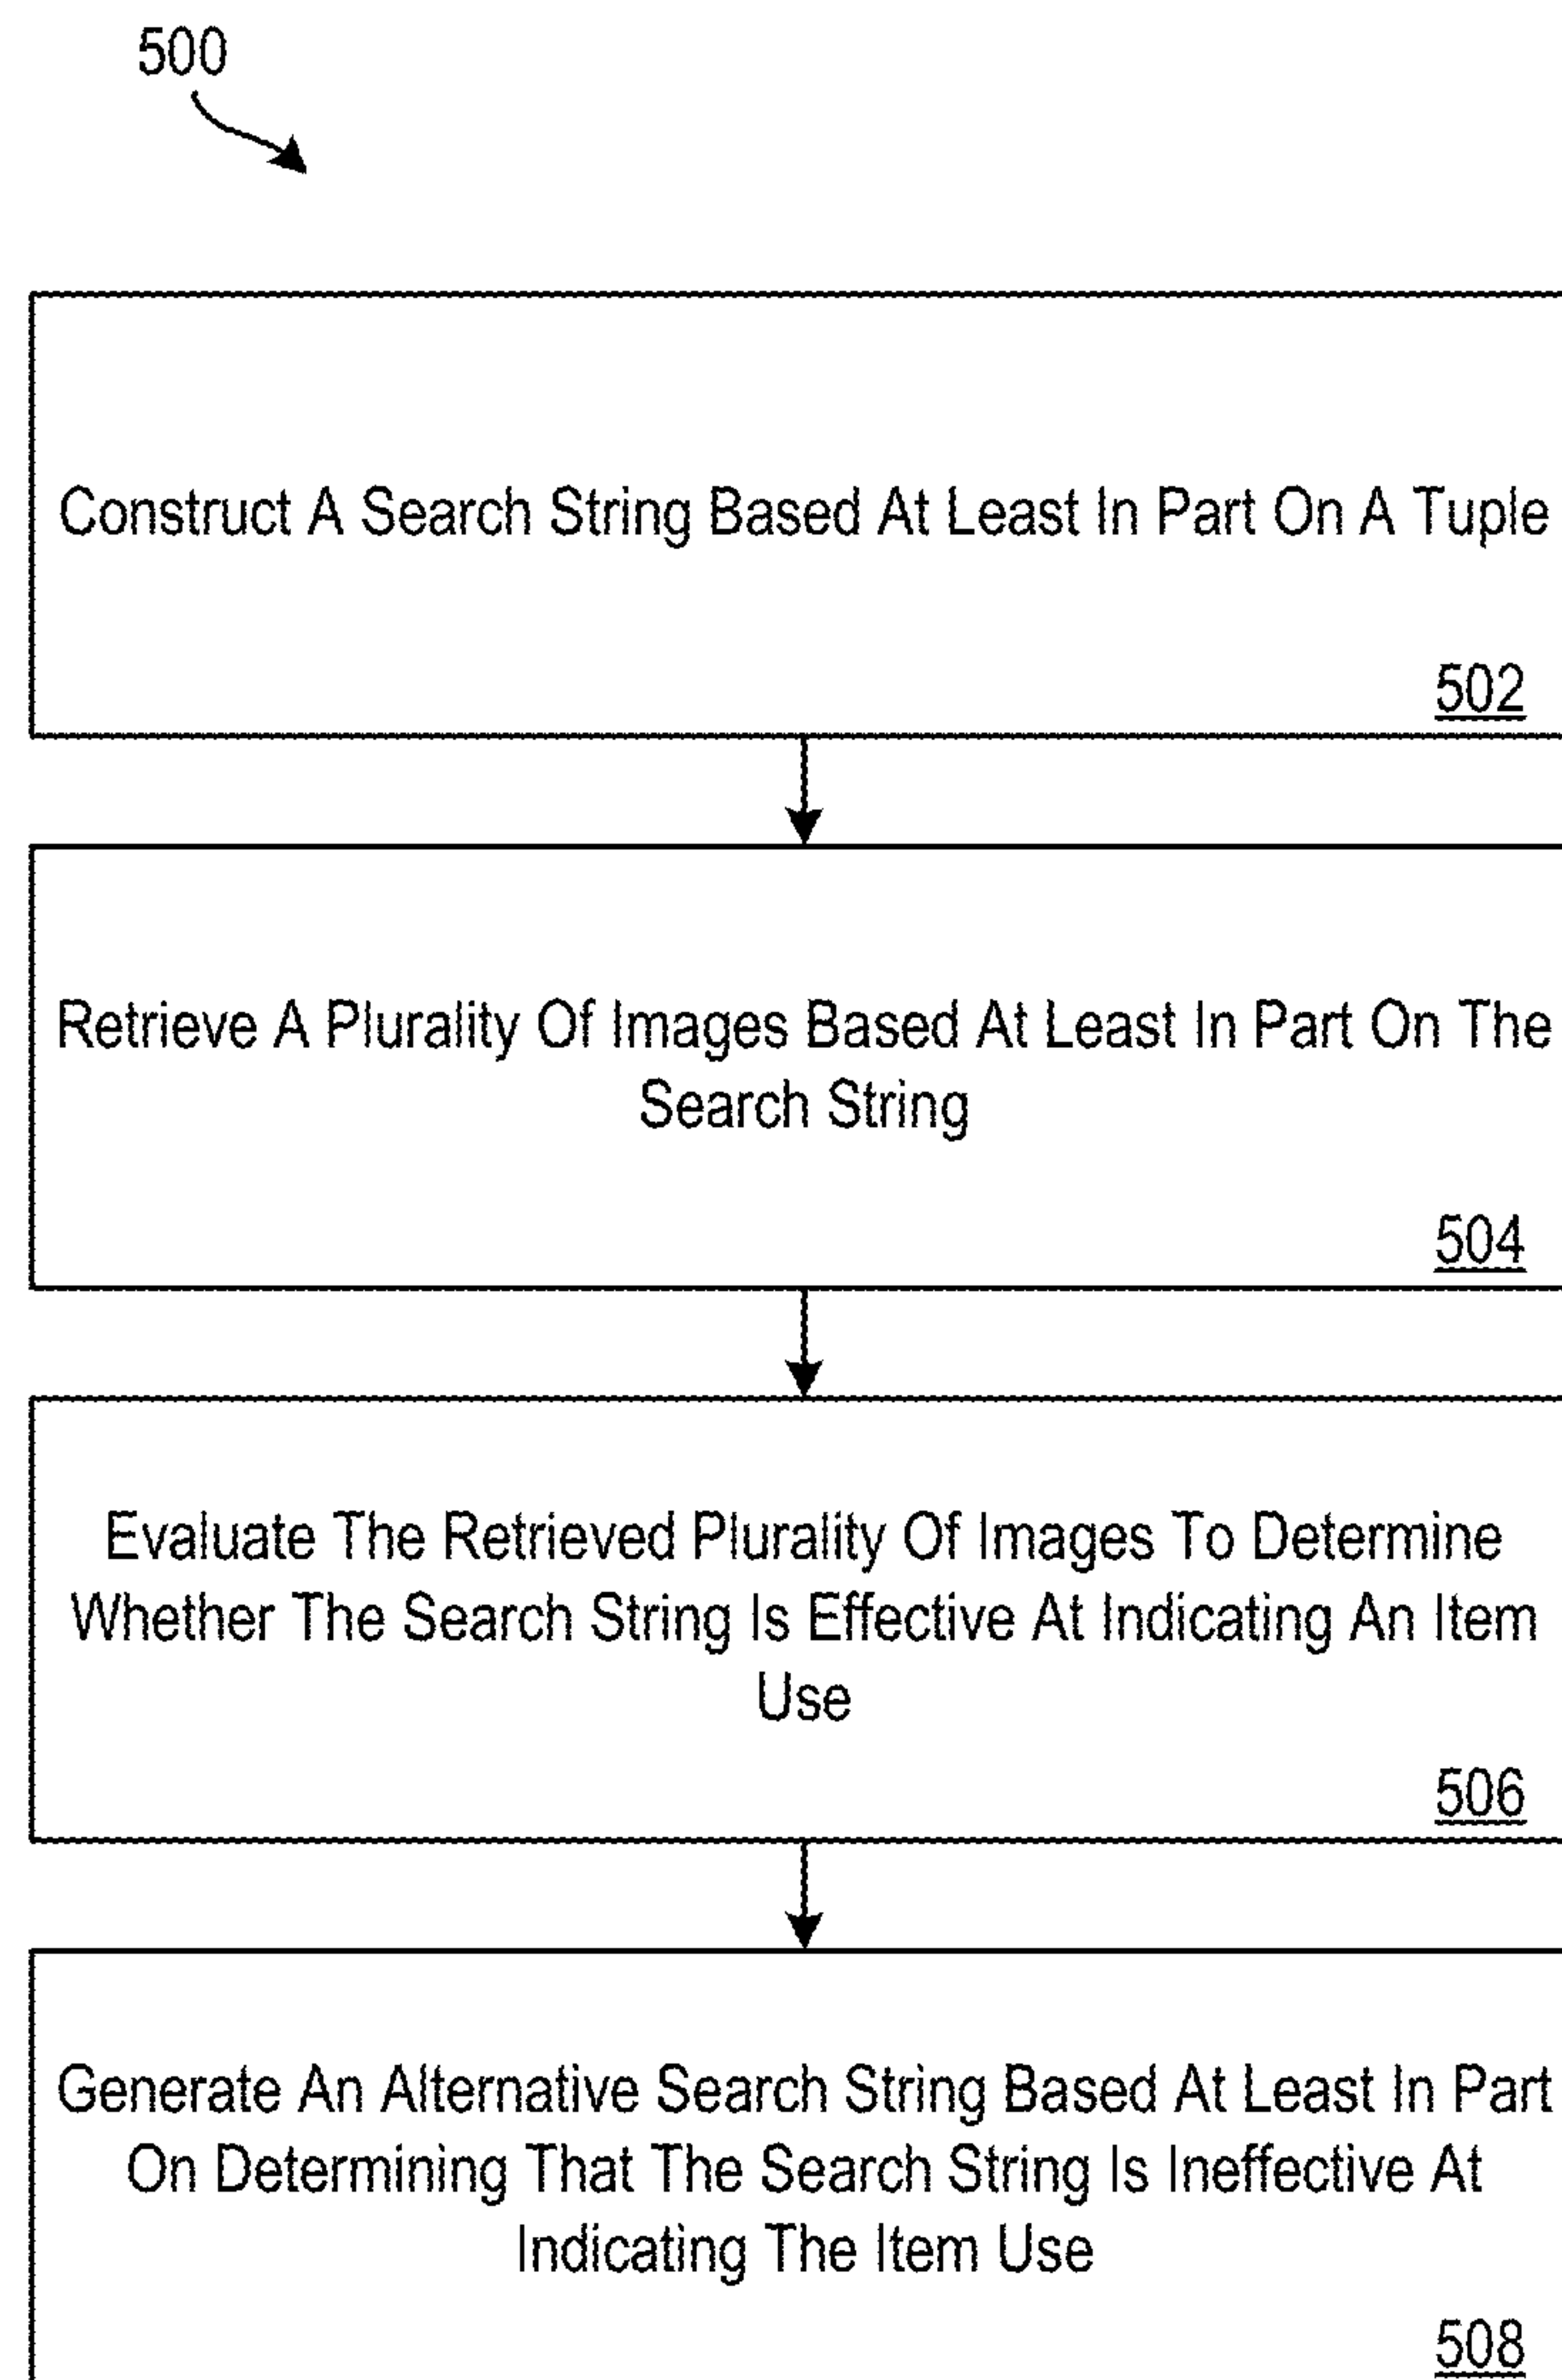 500
Construct A Search String Based At Least In Part On A Tuple
502
Retrieve A Plurality Of Images Based At Least In Part On The
Search String
504
Evaluate The Retrieved Plurality Of Images To Determine
Whether The Search String Is Effective At Indicating An Item
Use
506
Generate An Alternative Search String Based At Least In Part
On Determining That The Search String Is Ineffective At
Indicating The Item Use
508